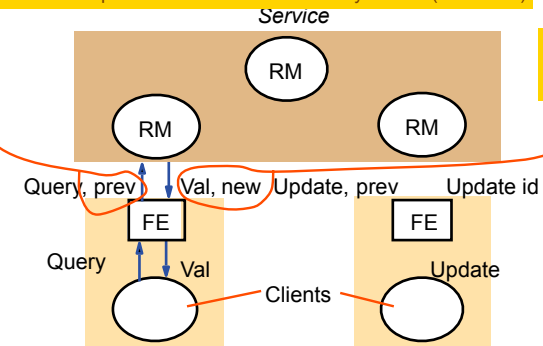 Service
RM
RM
RM
Query, prev
Val, new
Update, prev
Update id
FE
FE
Query
Val
Update
Clients